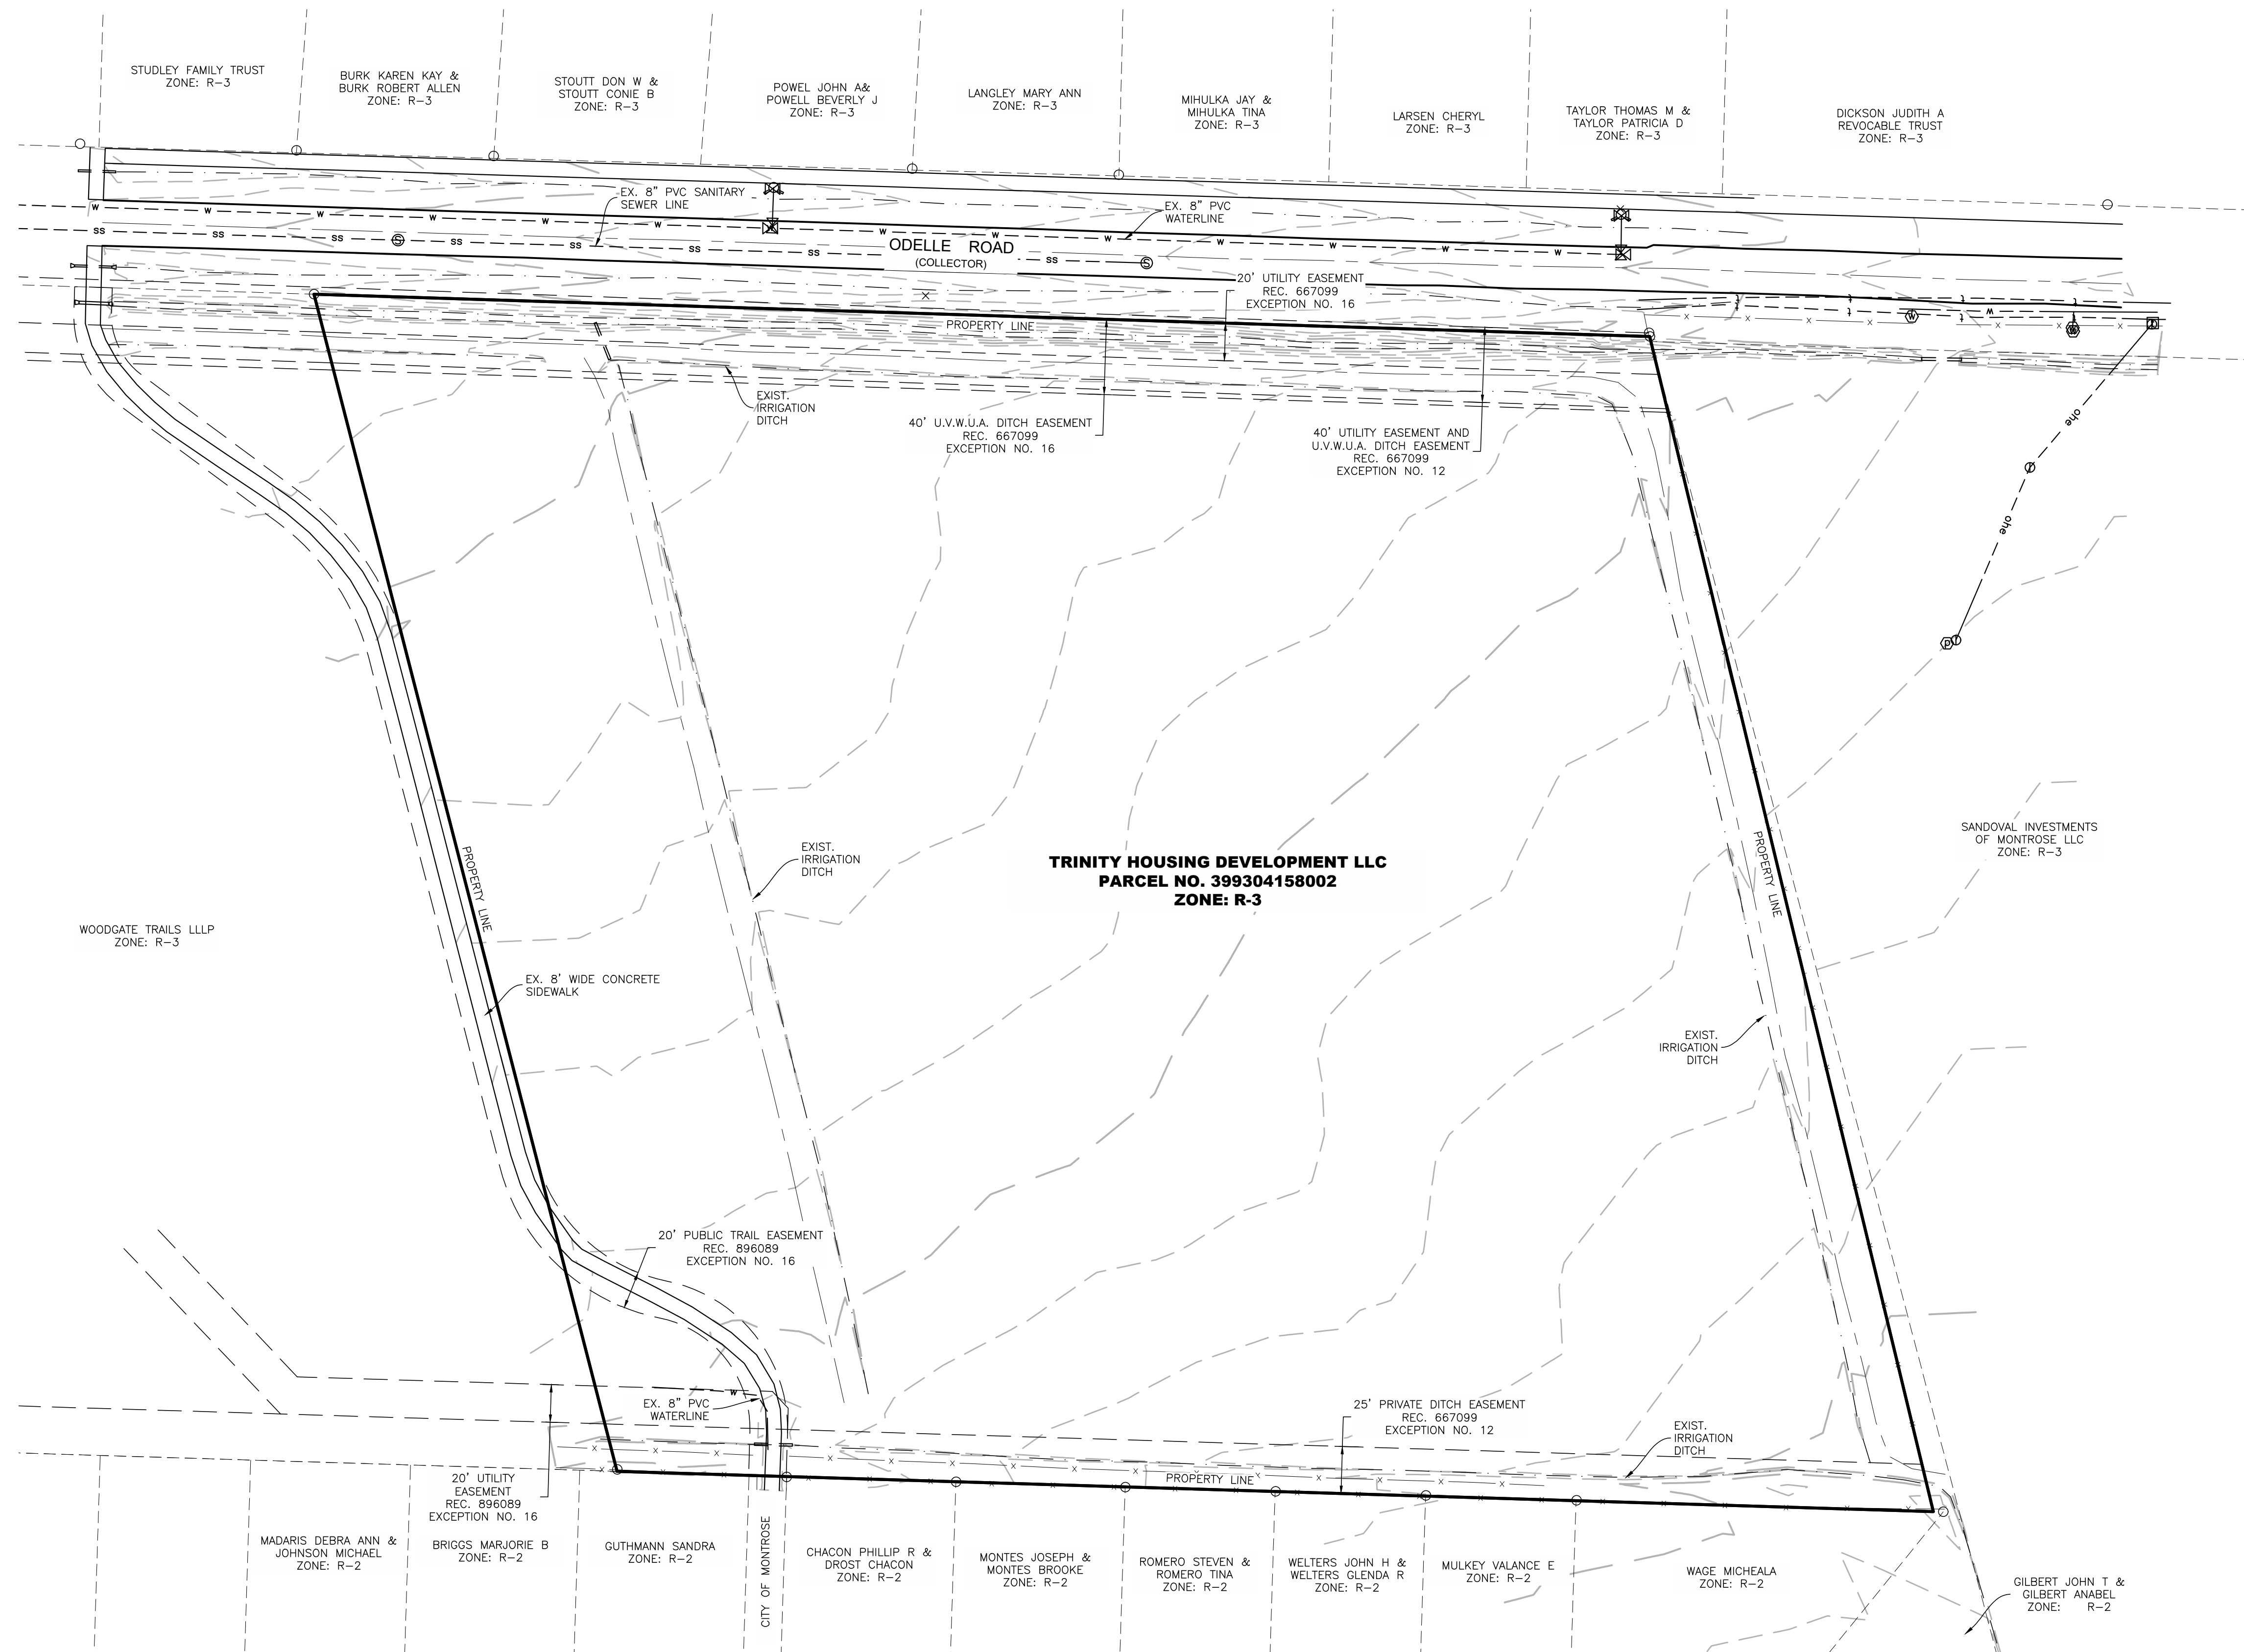 STUDLEY FAMILY TRUST
ZONE: R-3
BURK KAREN KAY &
BURK ROBERT ALLEN
ZONE: R-3
STOUTT DON W &
STOUTT CONIE B
ZONE: R-3
POWEL JOHN A&
POWELL BEVERLY J
ZONE: R-3
LANGLEY MARY ANN
ZONE: R-3
MIHULKA JAY &
MIHULKA TINA
ZONE: R-3
LARSEN CHERYL
ZONE: R-3
TAYLOR THOMAS M &
TAYLOR PATRICIA D
ZONE: R-3
DICKSON JUDITH A
REVOCABLE TRUST
ZONE: R-3
EX. 8" PVC SANITARY
SEWER LINE
EX. 8" PVC
WATERLINE
ODELLE ROAD
(COLLECTOR)
20' UTILITY EASEMENT
REC. 667099
EXCEPTION NO. 16
PROPERTY LINE
EXIST.
IRRIGATION
DITCH
40' U.V.W.U.A. DITCH EASEMENT
REC. 667099
EXCEPTION NO. 16
40' UTILITY EASEMENT AND
U.V.W.U.A. DITCH EASEMENT
REC. 667099
EXCEPTION NO. 12
ohe
ohe
PROPERTY LINE
EXIST.
IRRIGATION
DITCH
TRINITY HOUSING DEVELOPMENT LLC
PARCEL NO. 399304158002
ZONE: R-3
PROPERTY LINE
SANDOVAL INVESTMENTS
OF MONTROSE LLC
ZONE: R-3
WOODGATE TRAILS LLLP
ZONE: R-3
EX. 8' WIDE CONCRETE
SIDEWALK
EXIST.
IRRIGATION
DITCH
20' PUBLIC TRAIL EASEMENT
REC. 896089
EXCEPTION NO. 16
EX. 8" PVC
WATERLINE
25' PRIVATE DITCH EASEMENT
REC. 667099
EXCEPTION NO. 12
EXIST.
IRRIGATION
DITCH
20' UTILITY
EASEMENT
REC. 896089
EXCEPTION NO. 16
PROPERTY LINE
MADARIS DEBRA ANN &
JOHNSON MICHAEL
ZONE: R-2
BRIGGS MARJORIE B
ZONE: R-2
GUTHMANN SANDRA
ZONE: R-2
CITY OF MONTROSE
CHACON PHILLIP R &
DROST CHACON
ZONE: R-2
MONTES JOSEPH &
MONTES BROOKE
ZONE: R-2
ROMERO STEVEN &
ROMERO TINA
ZONE: R-2
WELTERS JOHN H &
WELTERS GLENDA R
ZONE: R-2
MULKEY VALANCE E
ZONE: R-2
WAGE MICHEALA
ZONE: R-2
GILBERT JOHN T &
GILBERT ANABEL
ZONE: R-2